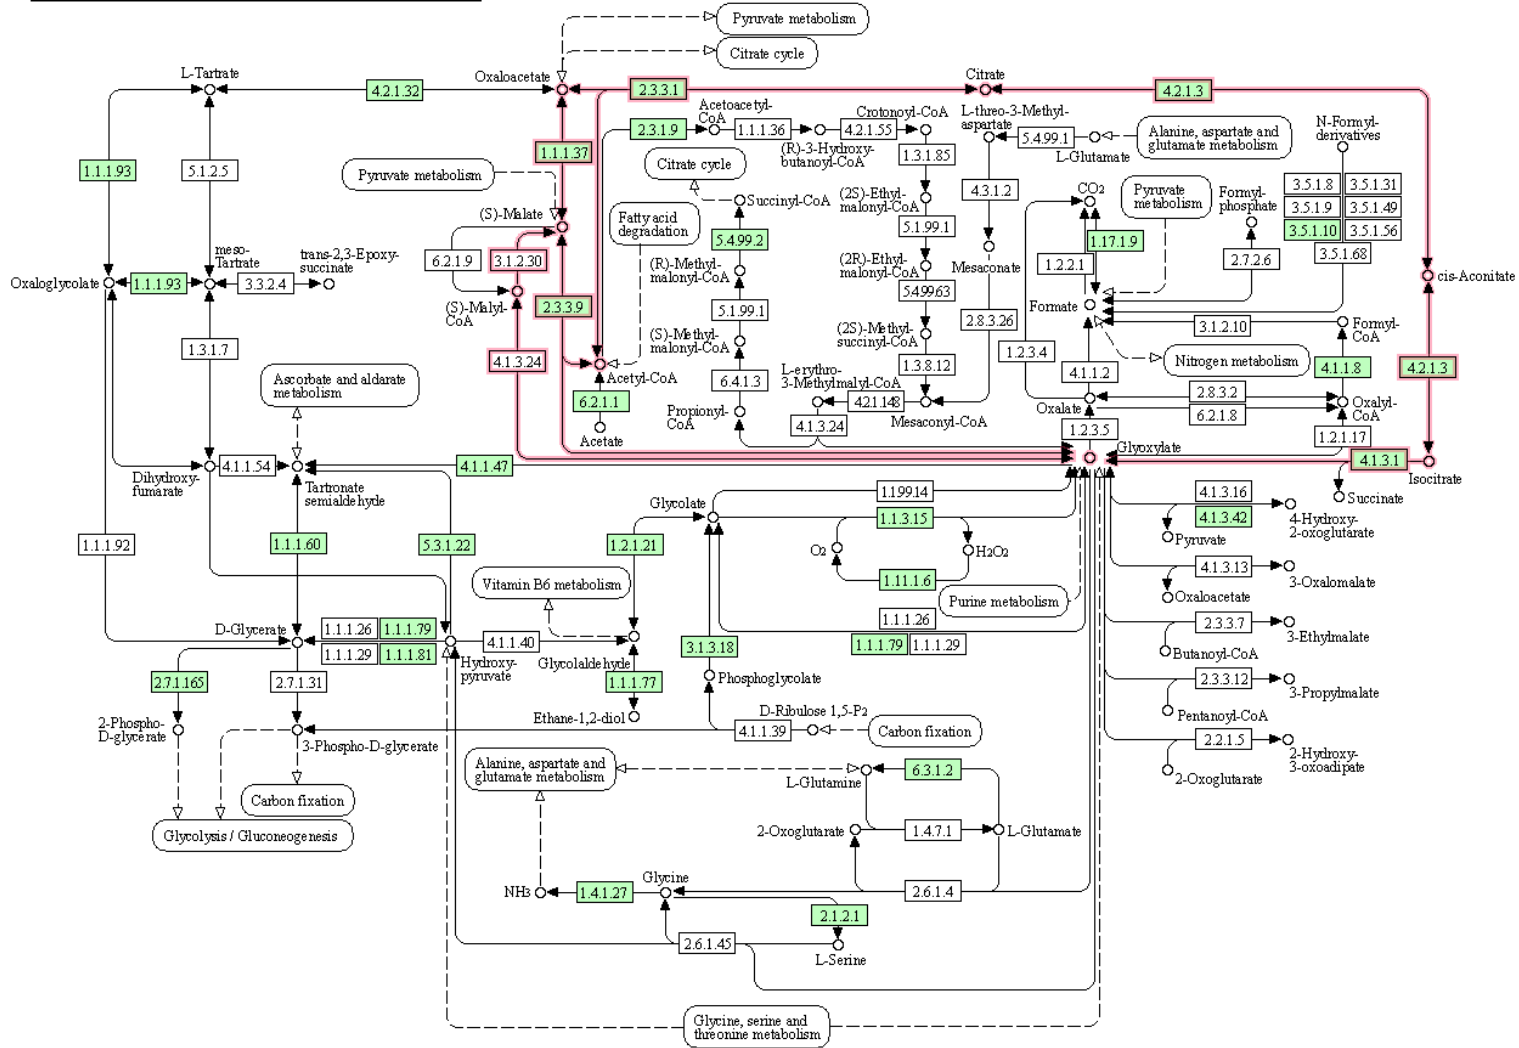 Pyruvate metabolism
Citrate cycle
L-Tartrate
4.2.1.32
Oxaloacetate
2.3.3.1
Citrate
4.2.1.3
2.3.1.9
Acetoacetyl-
CoA
1.1.1.36
(R)-3-Hydroxy-
butanoyl-CoA
4.2.1.55
Crotonoyl-CoA
L-threo-3-Methyl-
aspartate
5.4.99.1
L-Glutamate
Alanine, aspartate and
glutamate metabolism
N-Formyl-
derivatives
1.1.1.93
5.1.2.5
Pyruvate metabolism
1.1.1.37
Citrate cycle
1.3.1.85
4.3.1.2
CO2
Pyruvate
metabolism
Formyl-
phosphate
3.5.1.8
3.5.1.31
3.5.1.9
3.5.1.49
3.5.1.10
3.5.1.56
3.5.1.68
(S)-Malate
Fatty acid
degradation
Succinyl-CoA
(2S)-Ethyl-
malonyl-CoA
5.4.99.2
5.1.99.1
1.17.1.9
1.2.2.1
2.7.2.6
meso-
Tartrate
trans-2,3-Epoxy-
succinate
6.2.1.9
3.1.2.30
(R)-Methyl-
malonyl-CoA
(2R)-Ethyl-
malonyl-CoA
Mesaconate
Oxaloglycolate
1.1.1.93
3.3.2.4
(S)-Malyl-
CoA
2.3.3.9
5.1.99.1
5.4.99.63
cis-Aconitate
Formate
2.8.3.26
3.1.2.10
Formyl-
CoA
1.3.1.7
4.1.3.24
(S)-Methyl-
malonyl-CoA
(2S)-Methyl-
succinyl-CoA
1.2.3.4
Nitrogen metabolism
Ascorbate and aldarate
metabolism
Acetyl-CoA
6.4.1.3
L-erythro-
3-Methylmalyl-CoA
1.3.8.12
4.1.1.2
4.1.1.8
4.2.1.3
6.2.1.1
4.2.1.148
2.8.3.2
Oxalyl-
CoA
Acetate
Propionyl-
CoA
4.1.3.24
Mesaconyl-CoA
Oxalate
6.2.1.8
1.2.3.5
1.2.1.17
Glyoxylate
4.1.1.54
4.1.1.47
4.1.3.1
Isocitrate
Dihydroxy-
fumarate
Tartronate
semialdehyde
Succinate
Glycolate
1.1.99.14
4.1.3.16
4.1.3.42
4-Hydroxy-
2-oxoglutarate
Pyruvate
1.1.3.15
1.1.1.92
1.1.1.60
5.3.1.22
1.2.1.21
O2
H2O2
4.1.3.13
3-Oxalomalate
Vitamin B6 metabolism
1.11.1.6
Purine metabolism
Oxaloacetate
D-Glycerate
1.1.1.26
1.1.1.79
1.1.1.29
1.1.1.81
4.1.1.40
Hydroxy-
pyruvate
Glycolaldehyde
3.1.3.18
1.1.1.26
1.1.1.79
1.1.1.29
2.3.3.7
3-Ethylmalate
Butanoyl-CoA
2.7.1.165
2.7.1.31
1.1.1.77
Phosphoglycolate
2.3.3.12
3-Propylmalate
2-Phospho-
D-glycerate
3-Phospho-D-glycerate
Ethane-1,2-diol
D-Ribulose 1,5-P2
4.1.1.39
Carbon fixation
Pentanoyl-CoA
2.2.1.5
2-Hydroxy-
3-oxoadipate
2-Oxoglutarate
Alanine, aspartate and
glutamate metabolism
L-Glutamine
6.3.1.2
Carbon fixation
Glycolysis / Gluconeogenesis
2-Oxoglutarate
1.4.7.1
L-Glutamate
NH3
1.4.1.27
Glycine
2.6.1.4
2.1.2.1
2.6.1.45
L-Serine
Glycine, serine and
threonine metabolism